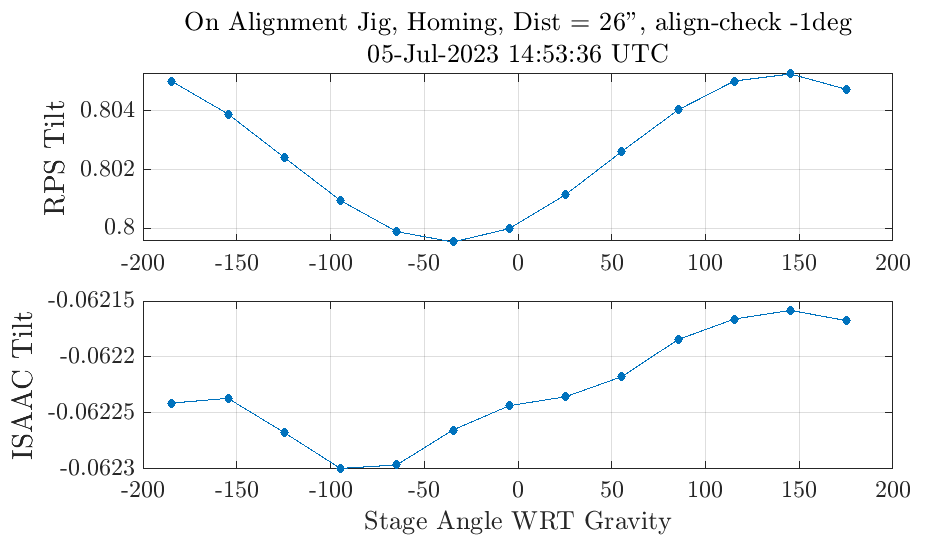 On Alignment Jig, Homing, Dist = 26”, align-check -1deg
05-Jul-2023 14:53:36 UTC
RPS Tilt
0.804
0.802
0.8
-200 -150 -100 -50 0 50 100 150 200
ISAAC Tilt
-0.06215
-0.0622
-0.06225
-0.0623
-200 -150 -100 -50 0 50 100 150 200
Stage Angle WRT Gravity